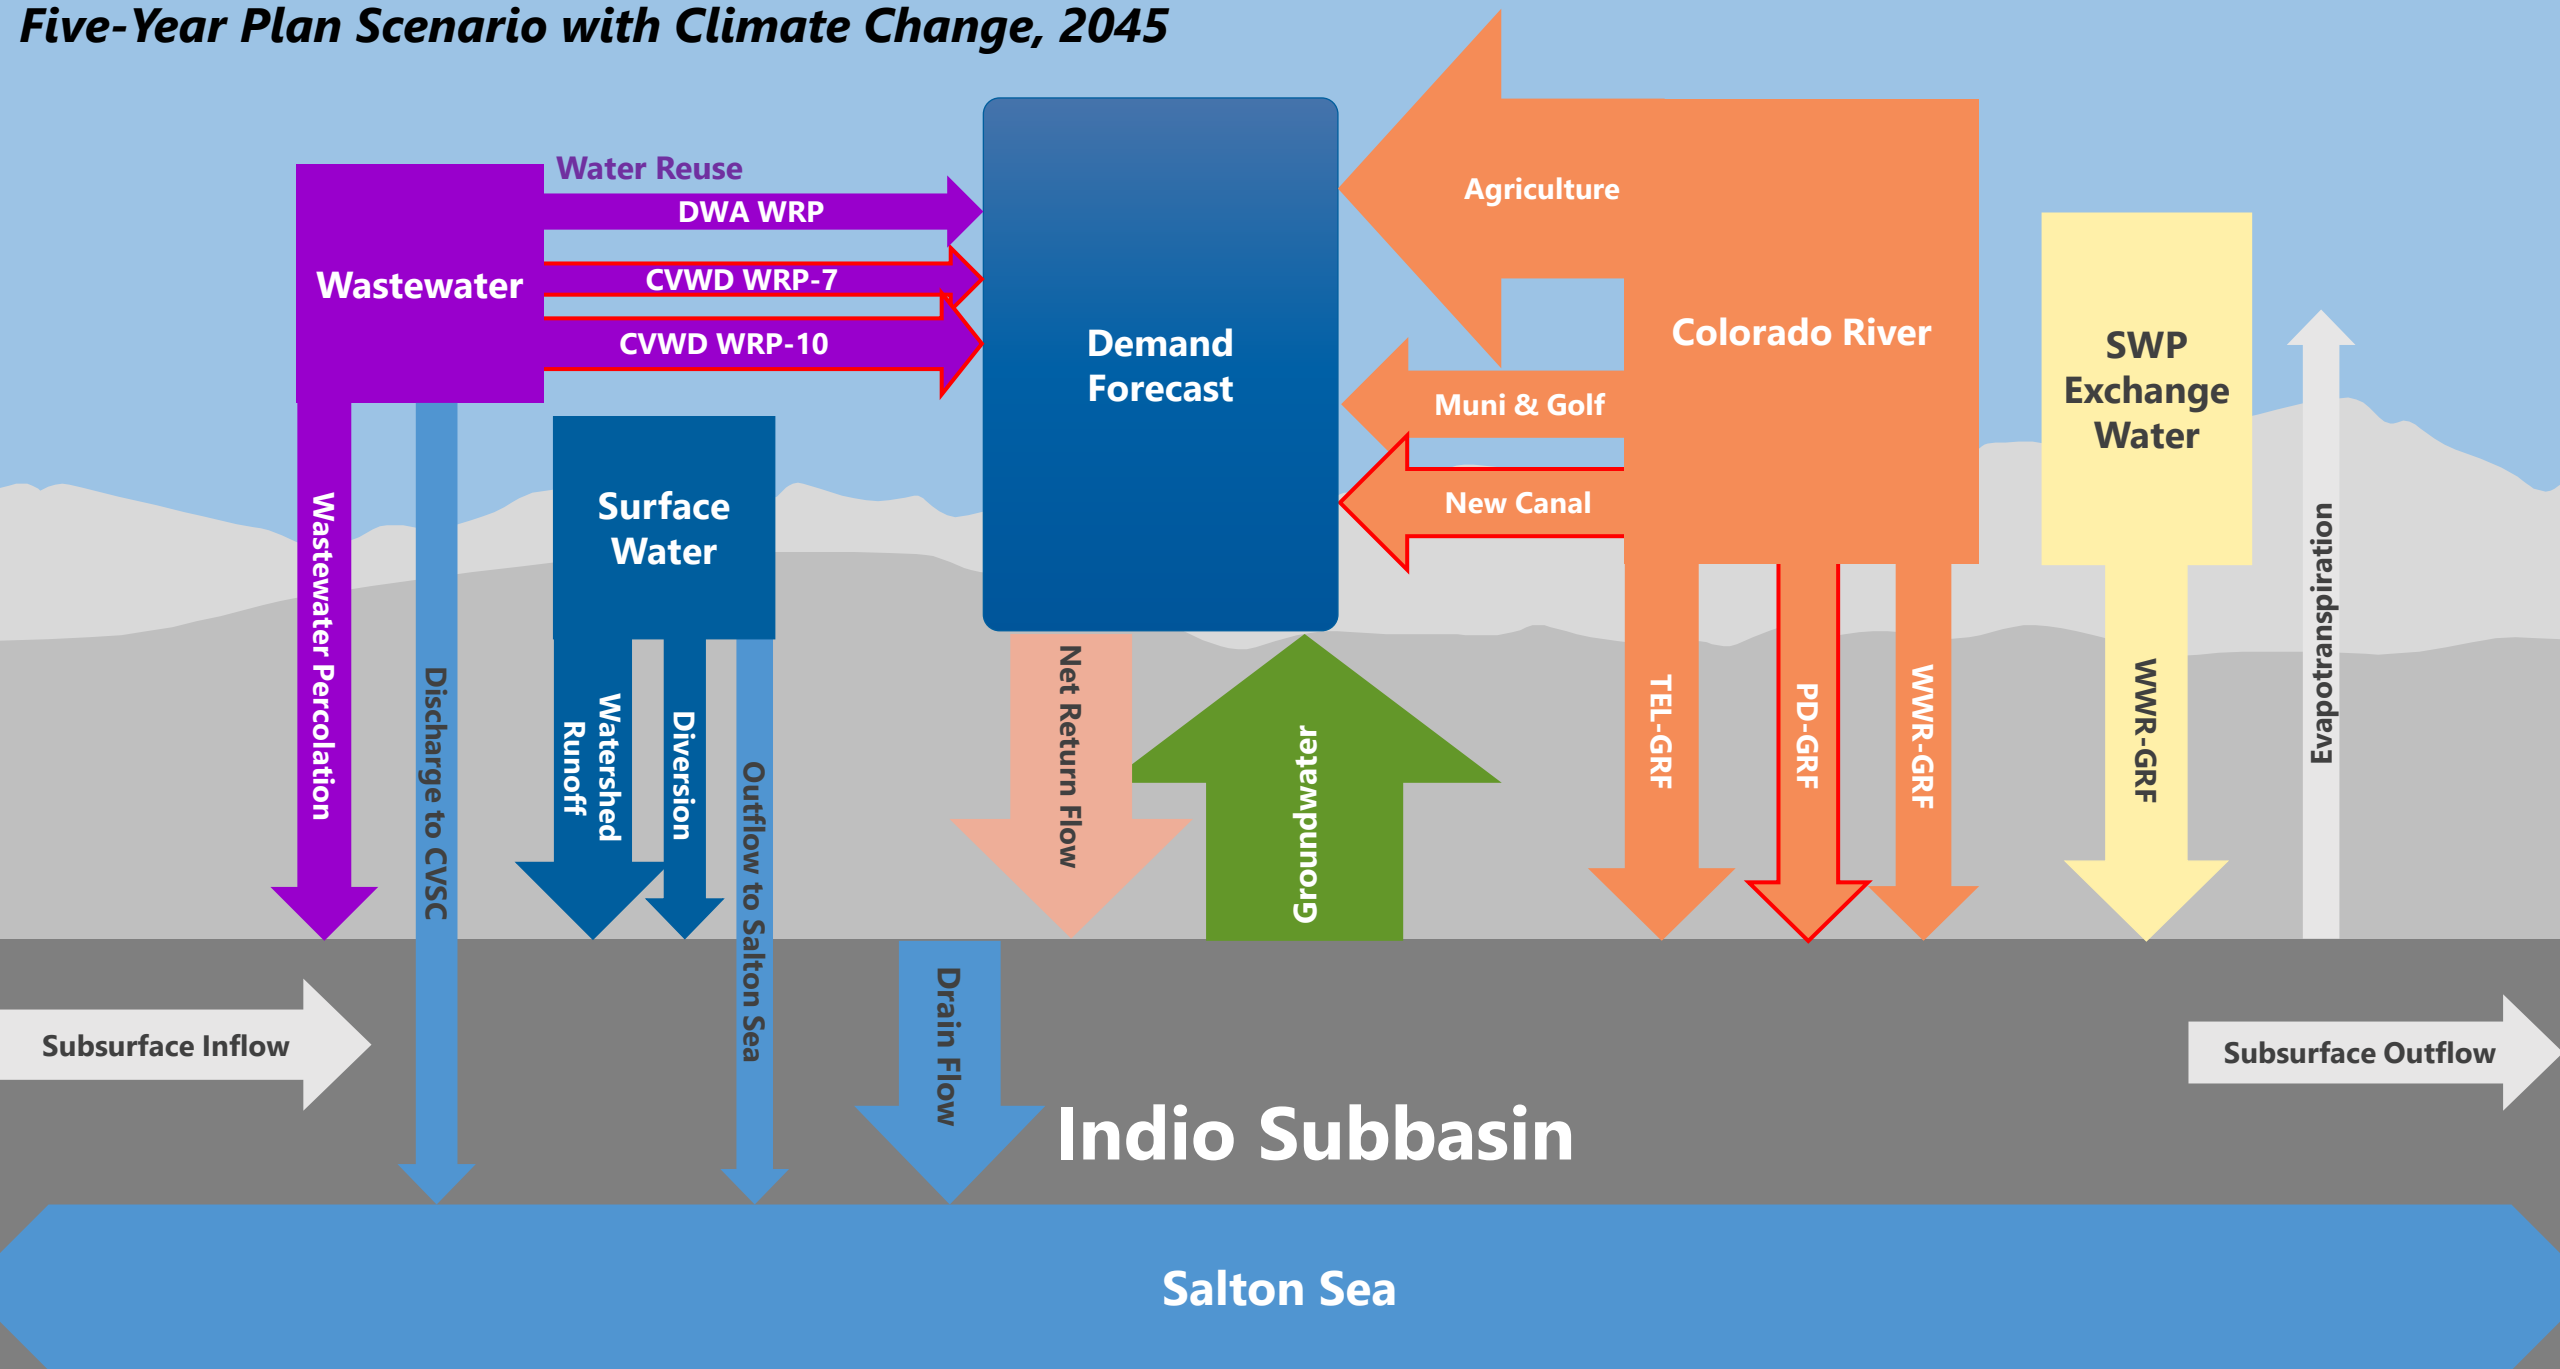 Five-Year Plan Scenario with Climate Change, 2045
Water Reuse
DWA WRP
CVWD WRP-7
CVWD WRP-10
Wastewater
Surface
Water
Demand
Forecast
Agriculture
Muni & Golf
New Canal
Colorado River
SWP
Exchange
Water
Wastewater Percolation
Discharge to CVSC
Watershed
Runoff
Diversion
Outflow to Salton Sea
Net Return Flow
Groundwater
TEL-GRF
PD-GRF
WWR-GRF
WWR-GRF
Evapotranspiration
Subsurface Inflow
Drain Flow
Subsurface Outflow
Indio Subbasin
Salton Sea